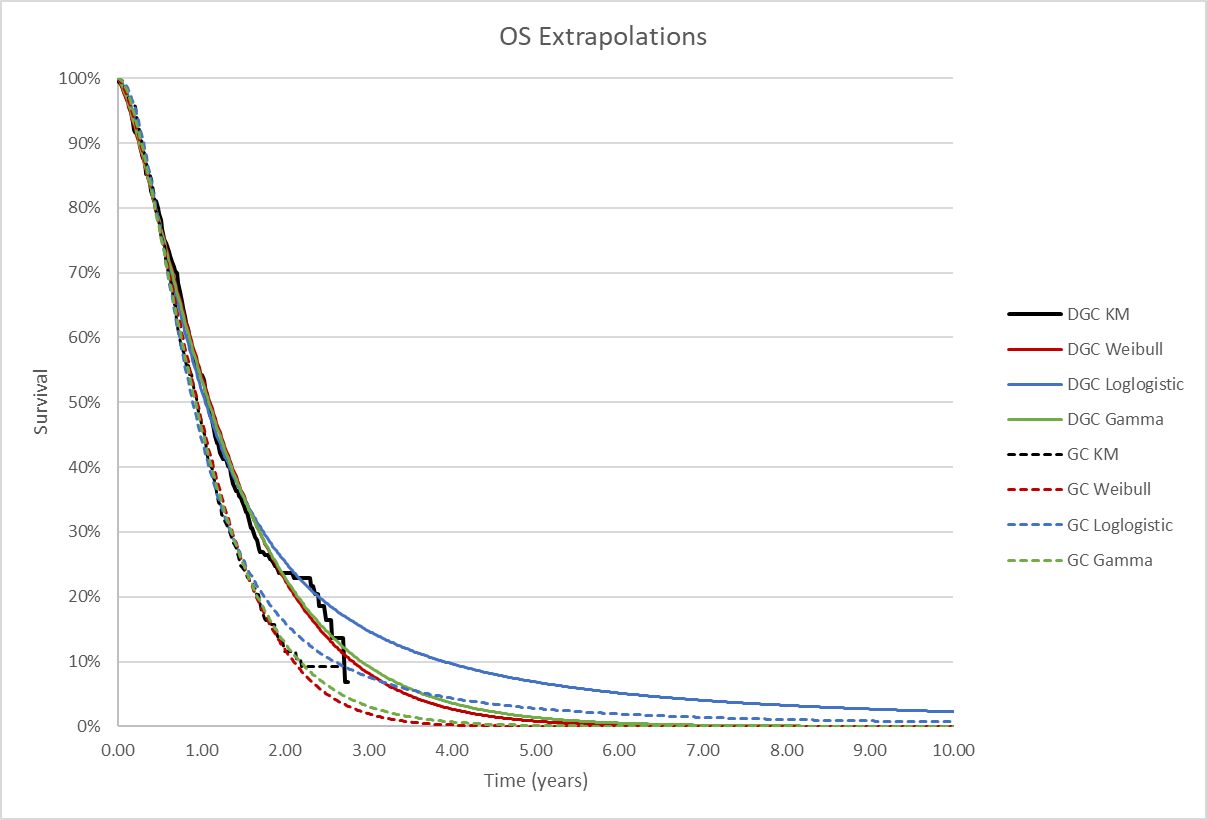 OS Extrapolations
100%
90%
80%
70%
60%
50%
40%
30%
20%
10%
0%
Survival
0.00 1.00 2.00 3.00 4.00 5.00 6.00 7.00 8.00 9.00 10.00
Time (years)
DGC KM
DGC Weibull
DGC Loglogistic
DGC Gamma
GC KM
GC Weibull
GC Loglogistic
GC Gamma